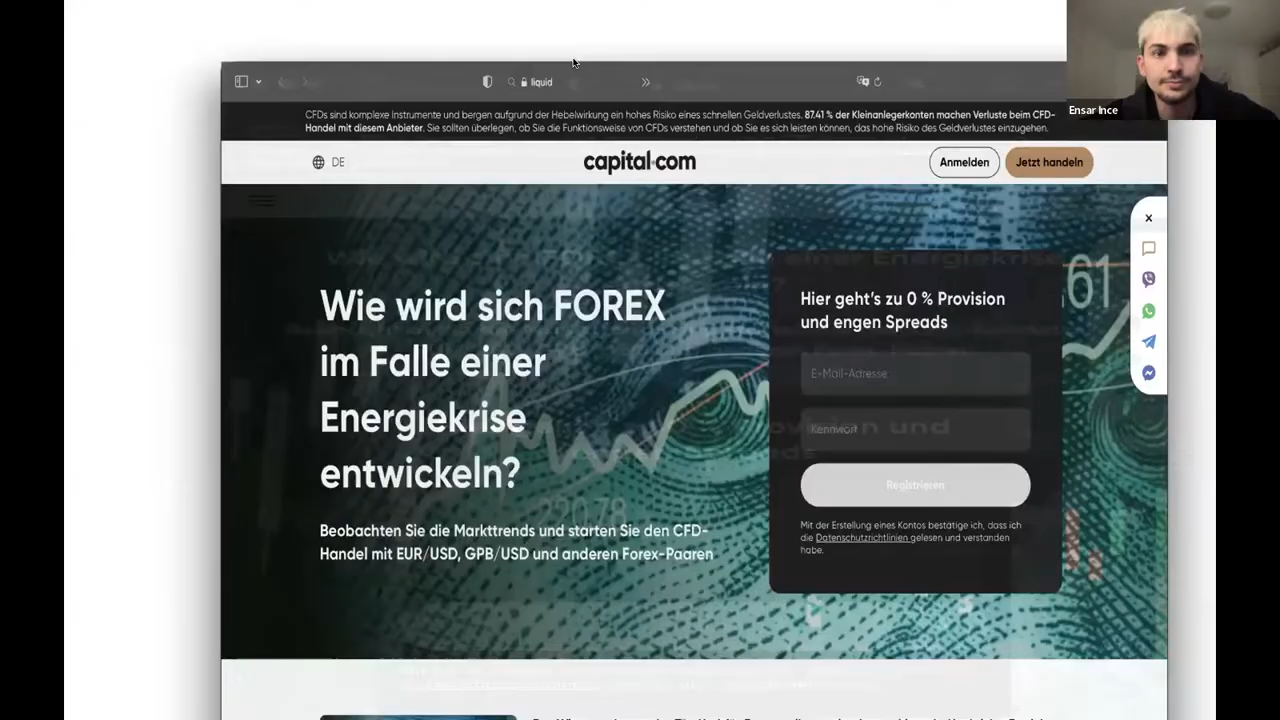 liquid
Ensar Ince
CFDs sind komplexe Instrumente und bergen aufgrund der Hebelwirkung ein hohes Risiko eines schnellen Geldverlustes. 87.41 % der Kleinanlegerkonten machen Verluste beim CFD-
Handel mit diesem Anbieter. Sie sollten überlegen, ob Sie die Funktionsweise von CFDs verstehen und ob Sie es sich leisten können, das hohe Risiko des Geldverlustes einzugehen.
DE
capital.com
Anmelden
Jetzt handeln
Wie wird sich FOREX
im Falle einer
Energiekrise
entwickeln?
Beobachten Sie die Markttrends und starten Sie den CFD-
Handel mit EUR/USD, GPB/USD und anderen Forex-Paaren
Hier geht's zu 0 % Provision
und engen Spreads
E-Mail-Adresse
Kennwort
Registrieren
Mit der Erstellung eines Kontos bestätige ich, dass ich
die Datenschutzrichtlinien gelesen und verstanden
habe.
61
220.78